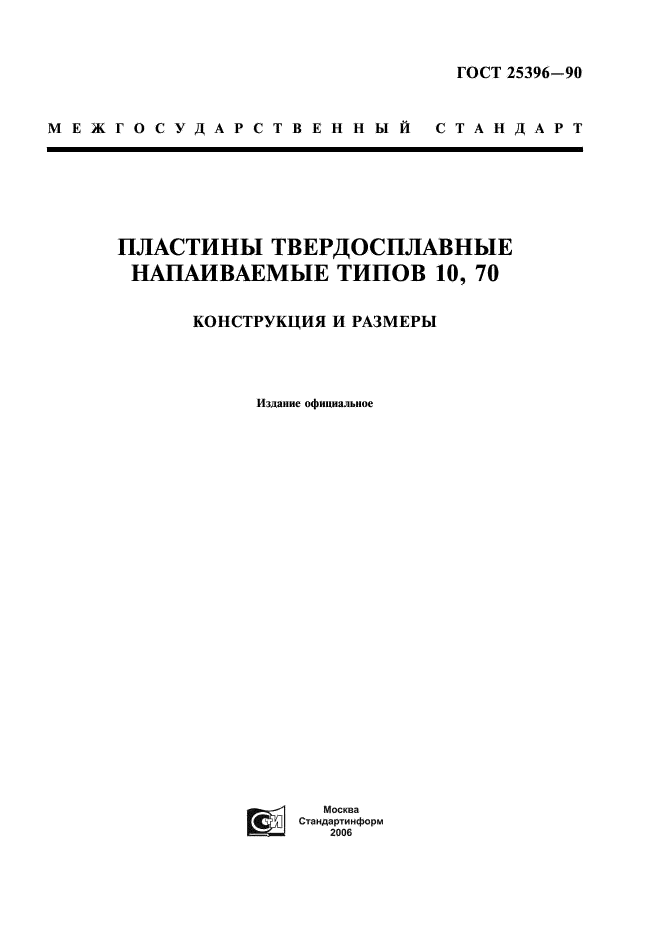 ГОСТ 25396—90
МЕЖГОСУДАРСТВЕННЫЙ СТАНДАРТ
ПЛАСТИНЫ ТВЕРДОСПЛАВНЫЕ
НАПАИВАЕМЫЕ ТИПОВ 10, 70
КОНСТРУКЦИЯ И РАЗМЕРЫ
Издание официальное
Москва
Стандартинформ
2006